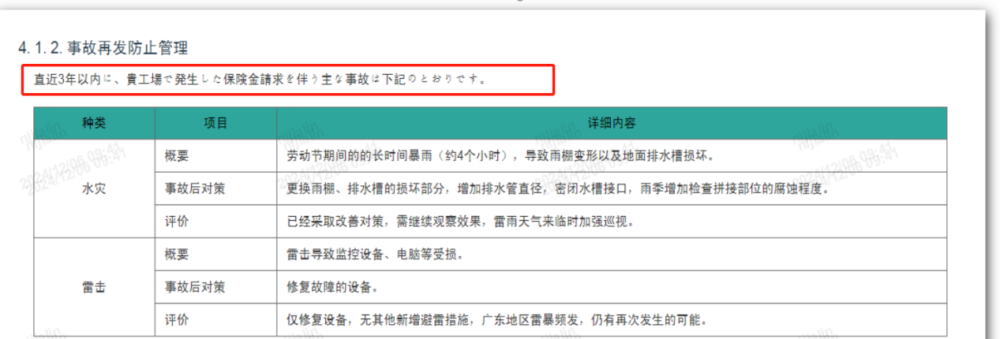 4.1.2.事故再发防止管理
直近3年以内に、貴工場で発生した保険金請求を伴う主な事故は下記のとおりです。
种类 项目 详细内容
水灾 概要 劳动节期间的的长时间暴雨（约4个小时），导致雨棚变形以及地面排水槽损坏。
事故后对策 更换雨棚、排水槽的损坏部分，增加排水管直径，密闭水槽接口，雨季增加检查拼接部位的腐蚀程度。
评价 已经采取改善对策，需继续观察效果，雷雨天气来临时加强巡视。
雷击 概要 雷击导致监控设备、电脑等受损。
事故后对策 修复故障的设备。
评价 仅修复设备，无其他新增避雷措施，广东地区雷暴频发，仍有再次发生的可能。
2024/12/06 09:41